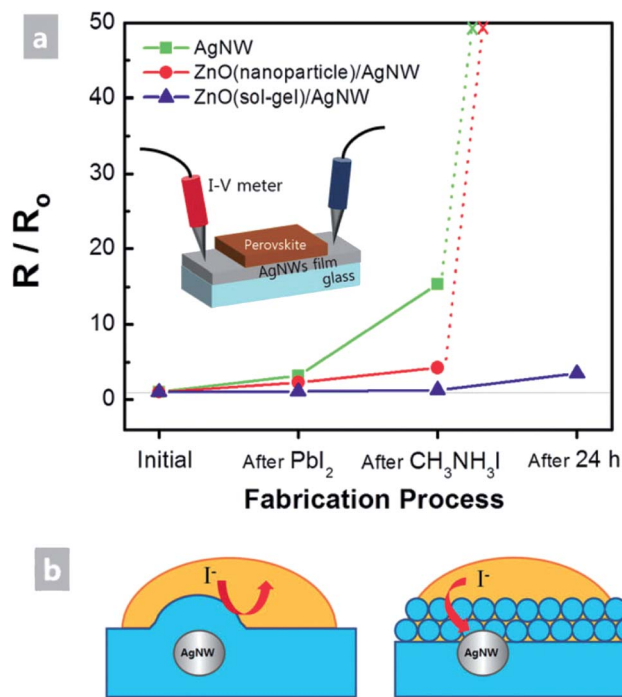 a
50
40
30
20
10
0
R / R₀
AgNW
ZnO(nanoparticle)/AgNW
ZnO(sol-gel)/AgNW
I-V meter
Perovskite
AgNWs film
glass
Initial
After PbI₂
After CH₃NH₃I
After 24 h
Fabrication Process
b
I⁻
AgNW
I⁻
AgNW